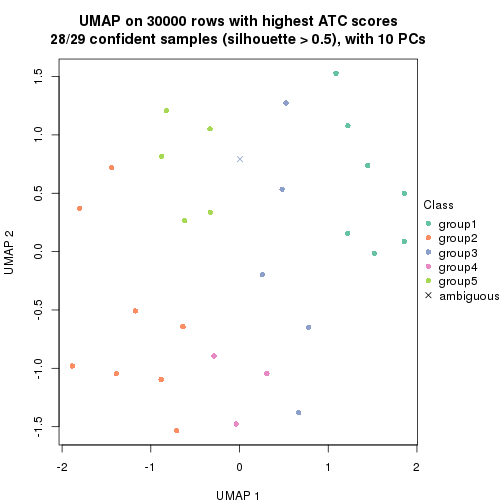 UMAP on 30000 rows with highest ATC scores
28/29 confident samples (silhouette > 0.5), with 10 PCs
1.5
1.0
0.5
0.0
-0.5
-1.0
-1.5
UMAP 2
-2
-1
0
1
2
UMAP 1
Class
group1
group2
group3
group4
group5
ambiguous